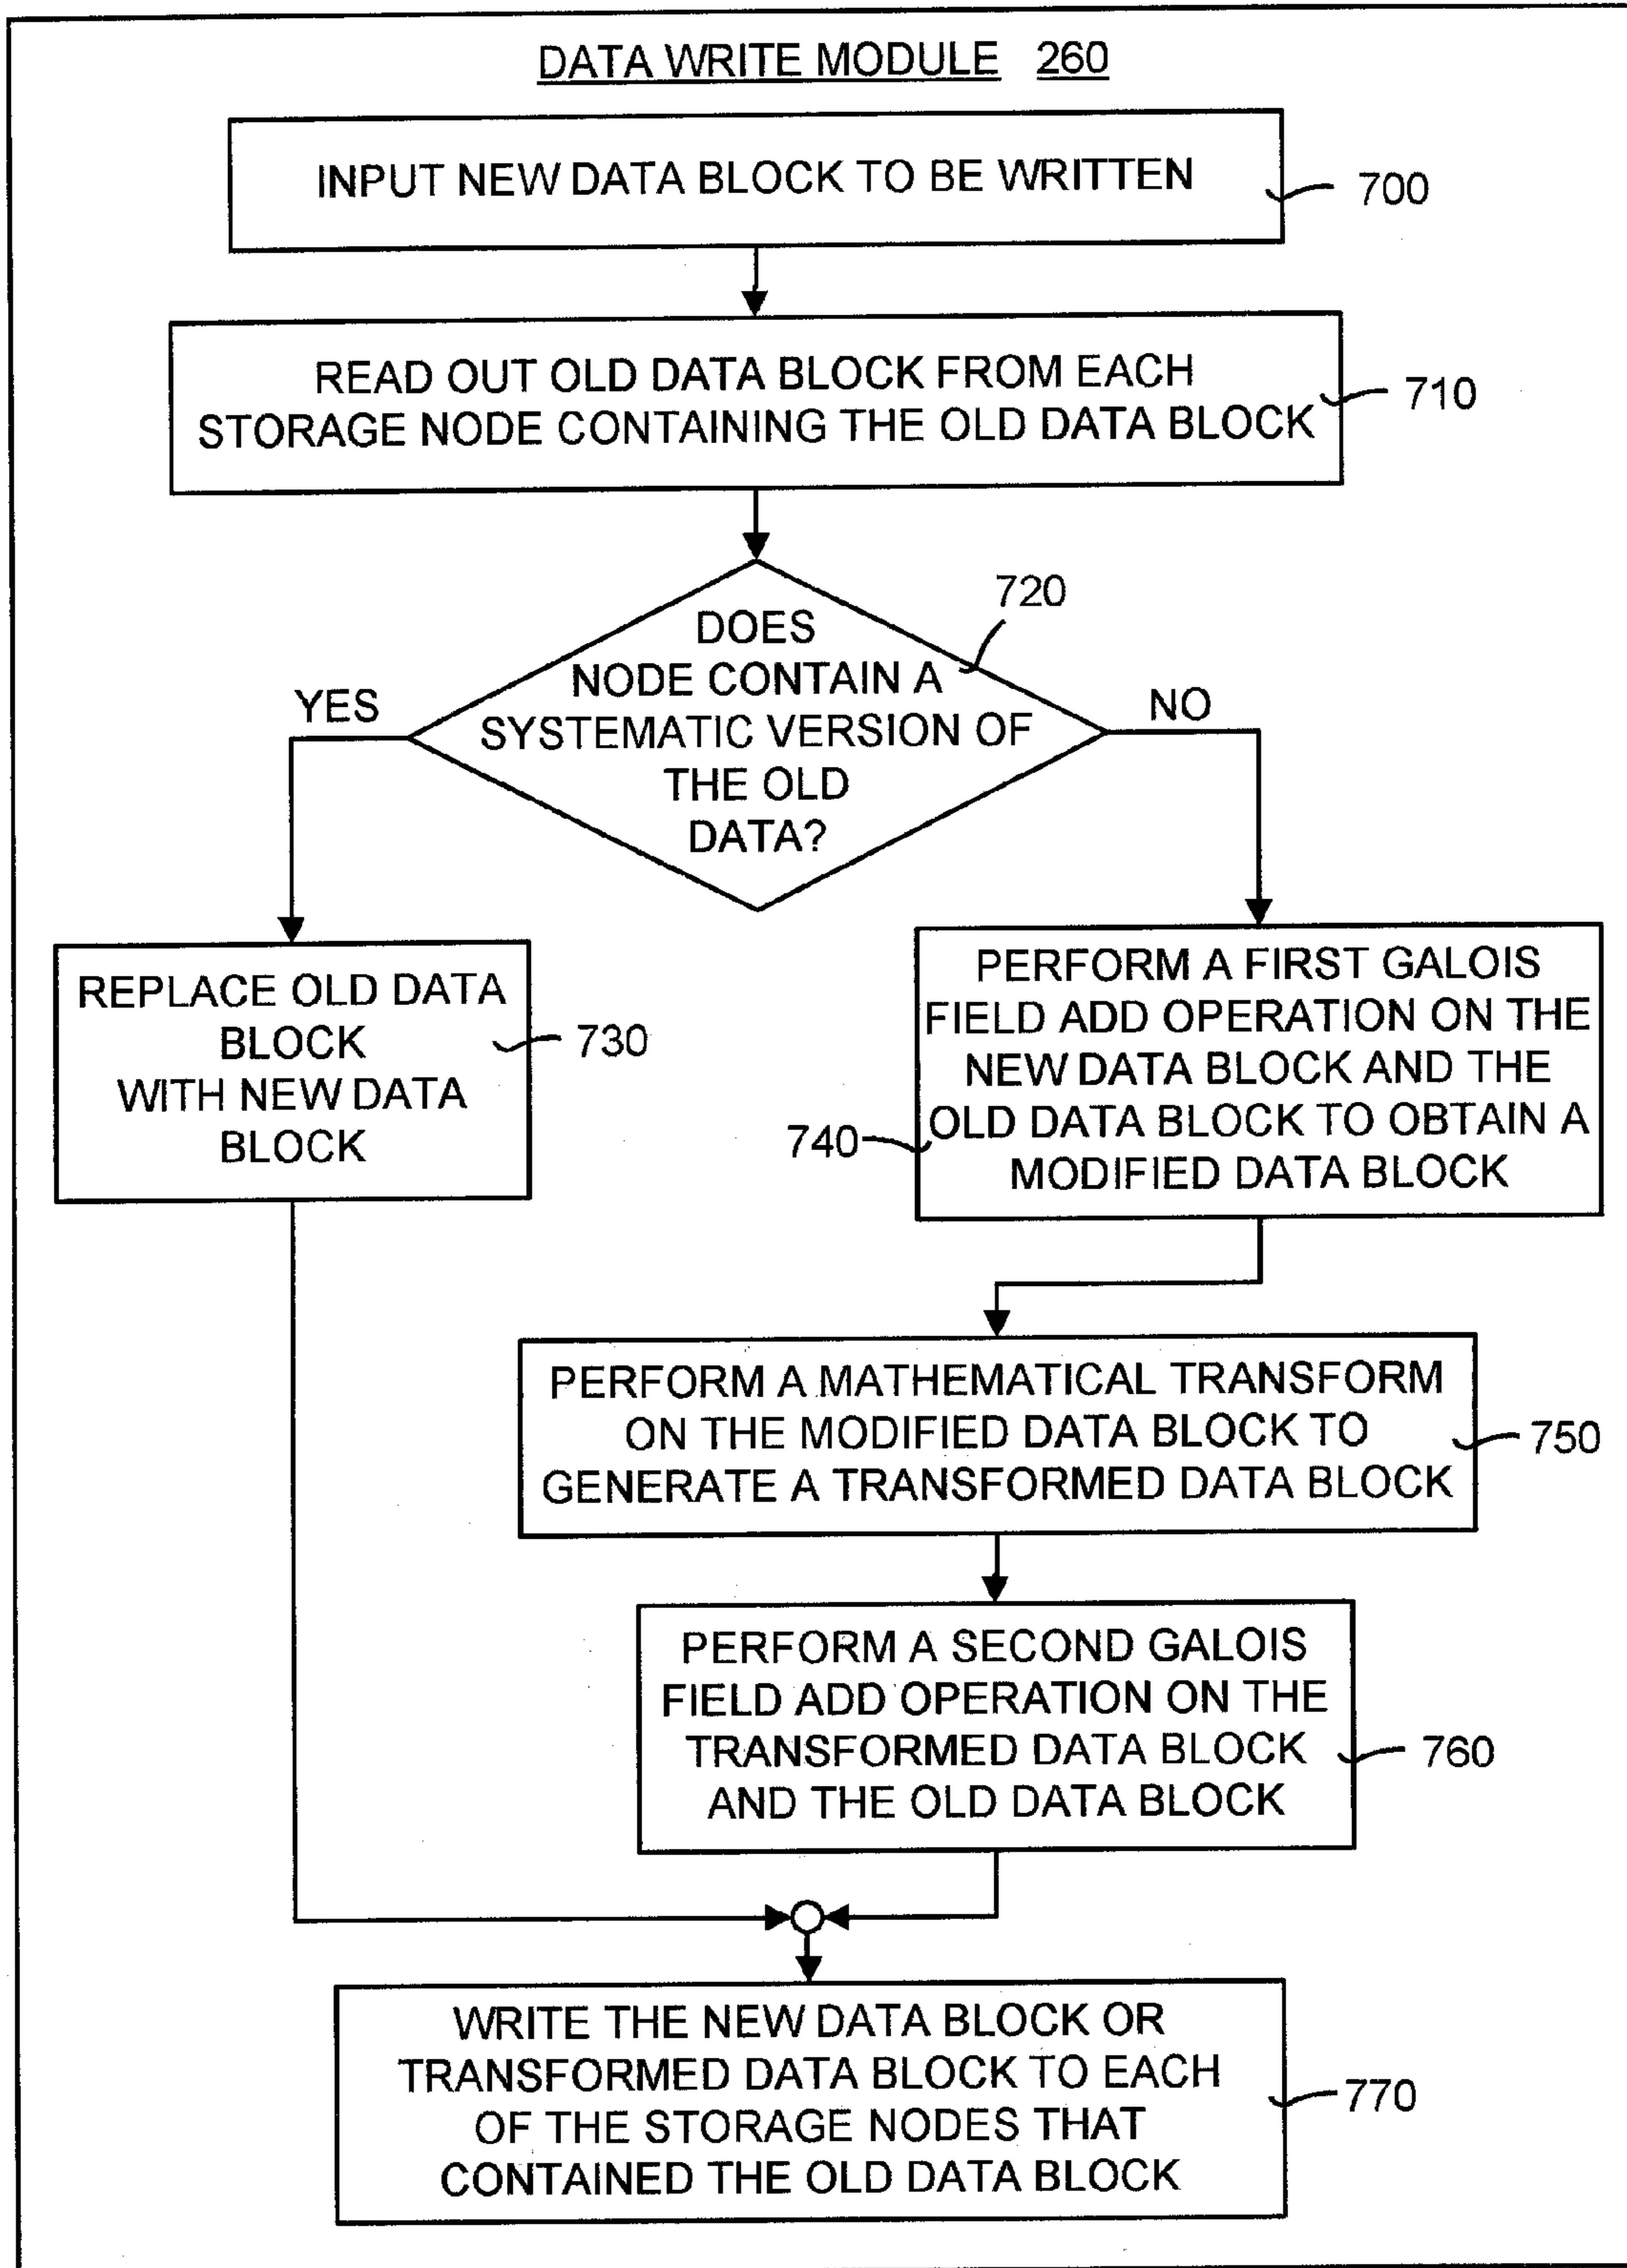 DATA WRITE MODULE 260
INPUT NEW DATA BLOCK TO BE WRITTEN
700
READ OUT OLD DATA BLOCK FROM EACH
STORAGE NODE CONTAINING THE OLD DATA BLOCK
710
720
DOES
NODE CONTAIN A
SYSTEMATIC VERSION OF
THE OLD
DATA?
YES
NO
REPLACE OLD DATA
BLOCK
WITH NEW DATA
BLOCK
730
PERFORM A FIRST GALOIS
FIELD ADD OPERATION ON THE
NEW DATA BLOCK AND THE
OLD DATA BLOCK TO OBTAIN A
MODIFIED DATA BLOCK
740
PERFORM A MATHEMATICAL TRANSFORM
ON THE MODIFIED DATA BLOCK TO
GENERATE A TRANSFORMED DATA BLOCK
750
PERFORM A SECOND GALOIS
FIELD ADD OPERATION ON THE
TRANSFORMED DATA BLOCK
AND THE OLD DATA BLOCK
760
WRITE THE NEW DATA BLOCK OR
TRANSFORMED DATA BLOCK TO EACH
OF THE STORAGE NODES THAT
CONTAINED THE OLD DATA BLOCK
770